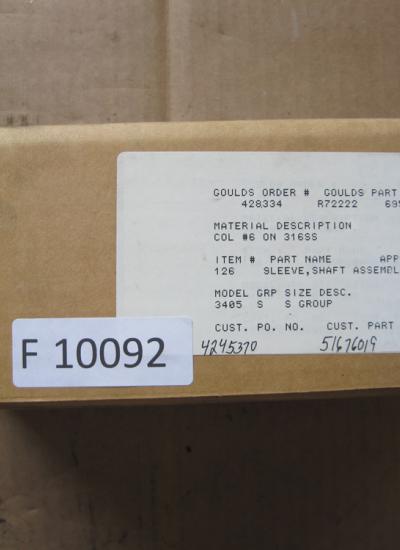 GOULDS ORDER # GOULDS PART
428334 R72222 69
MATERIAL DESCRIPTION
COL #6 ON 316SS
ITEM # PART NAME APP
126 SLEEVE,SHAFT ASSEMBL
MODEL GRP SIZE DESC.
3405 S S GROUP
CUST. PO. NO. CUST. PART
4245370 51676019
F 10092